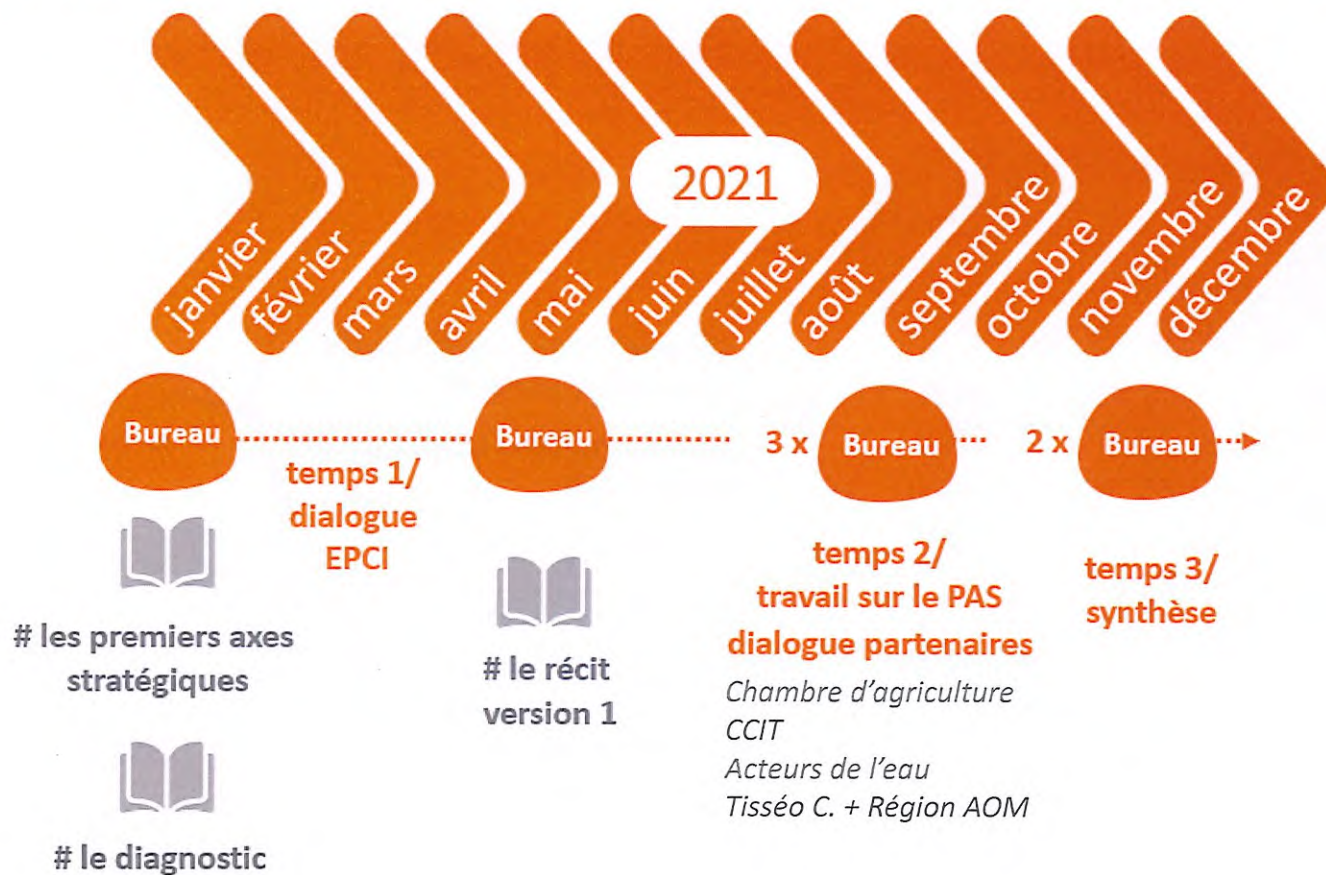 2021
janvier
février
mars
avril
mai
juin
juillet
août
septembre
octobre
novembre
décembre
Bureau
temps 1/
dialogue
EPCI
Bureau
3 x
Bureau
2 x
Bureau
# les premiers axes
stratégiques
# le diagnostic
# le récit
version 1
temps 2/
travail sur le PAS
dialogue partenaires
Chambre d'agriculture
CCIT
Acteurs de l'eau
Tisséo C. + Région AOM
temps 3/
synthèse